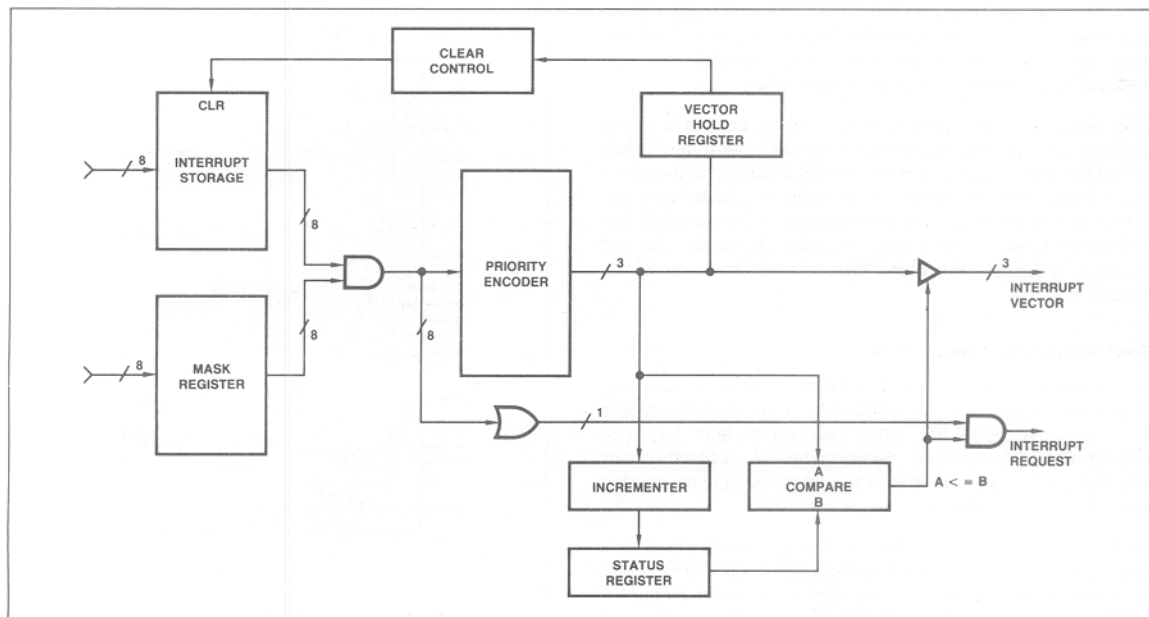 CLEAR
CONTROL
CLR
VECTOR
HOLD
REGISTER
8
INTERRUPT
STORAGE
8
PRIORITY
ENCODER
3
3
INTERRUPT
VECTOR
8
MASK
REGISTER
8
8
1
INTERRUPT
REQUEST
INCREMENTER
A
COMPARE
B
A < = B
STATUS
REGISTER